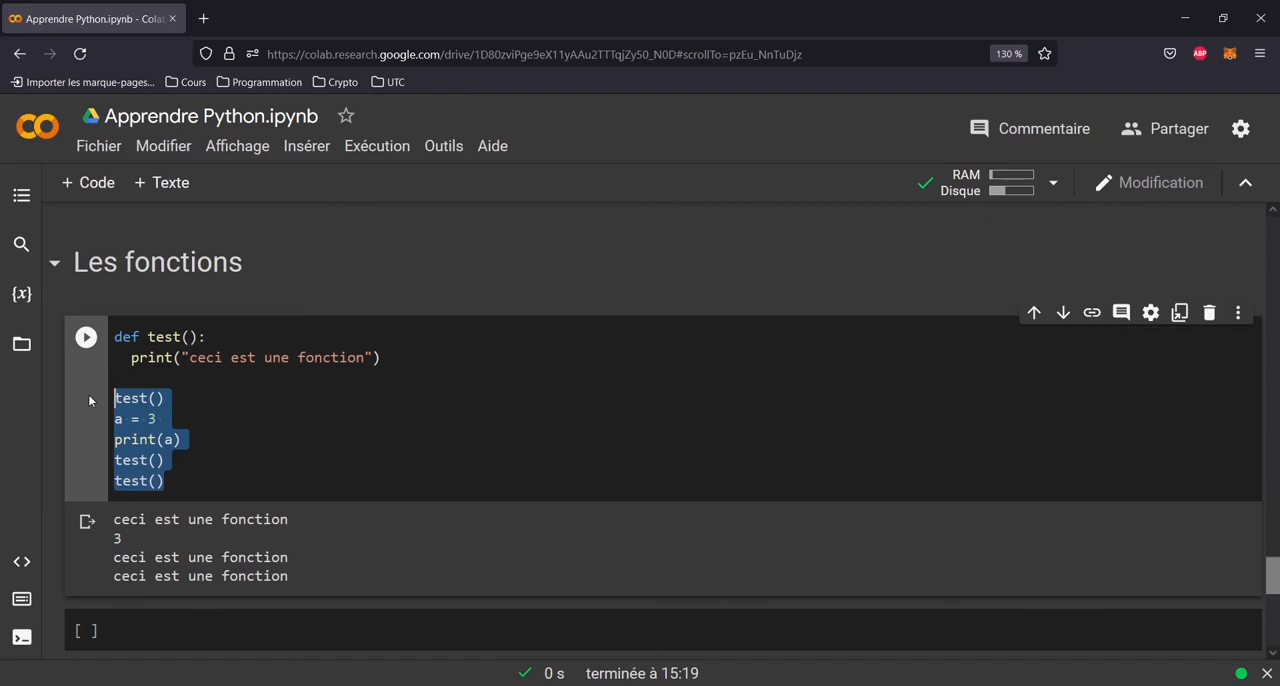 Apprendre Python.ipynb - Cola
https://colab.research.google.com/drive/1D80zviPge9eX11yAAu2TTTqjZy50_N0D#scrollTo=pzEu_NnTuDjz
130 %
ABP
Importer les marque-pages...
Cours
Programmation
Crypto
UTC
Apprendre Python.ipynb
Commentaire
Partager
Fichier Modifier Affichage Insérer Exécution Outils Aide
+ Code + Texte
RAM
Disque
Modification
Les fonctions
{x}
def test():
print("ceci est une fonction")
test()
a = 3
print(a)
test()
test()
ceci est une fonction
3
ceci est une fonction
ceci est une fonction
[ ]
0 s terminée à 15:19